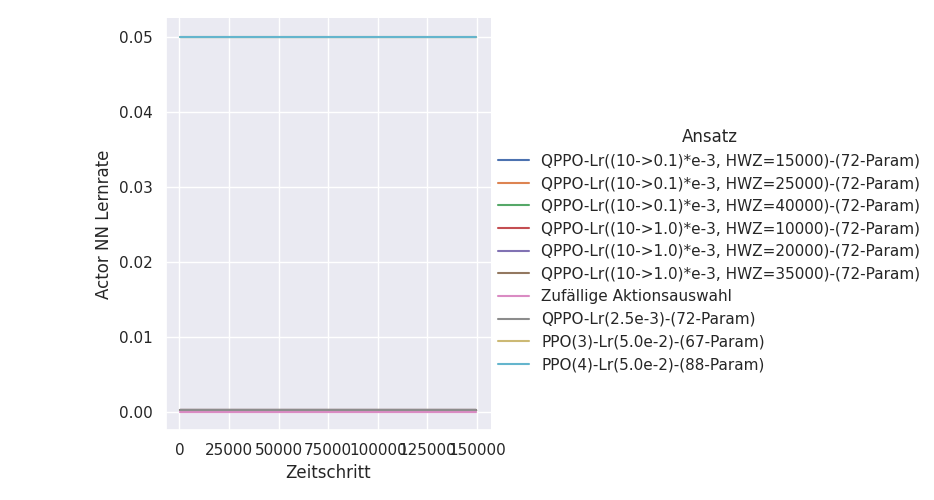 0.05
0.04
0.03
0.02
0.01
0.00
Actor NN Lernrate
0 25000 50000 75000 100000 125000 150000
Zeitschritt
Ansatz
QPPO-Lr((10->0.1)*e-3, HWZ=15000)-(72-Param)
QPPO-Lr((10->0.1)*e-3, HWZ=25000)-(72-Param)
QPPO-Lr((10->0.1)*e-3, HWZ=40000)-(72-Param)
QPPO-Lr((10->1.0)*e-3, HWZ=10000)-(72-Param)
QPPO-Lr((10->1.0)*e-3, HWZ=20000)-(72-Param)
QPPO-Lr((10->1.0)*e-3, HWZ=35000)-(72-Param)
Zufällige Aktionsauswahl
QPPO-Lr(2.5e-3)-(72-Param)
PPO(3)-Lr(5.0e-2)-(67-Param)
PPO(4)-Lr(5.0e-2)-(88-Param)